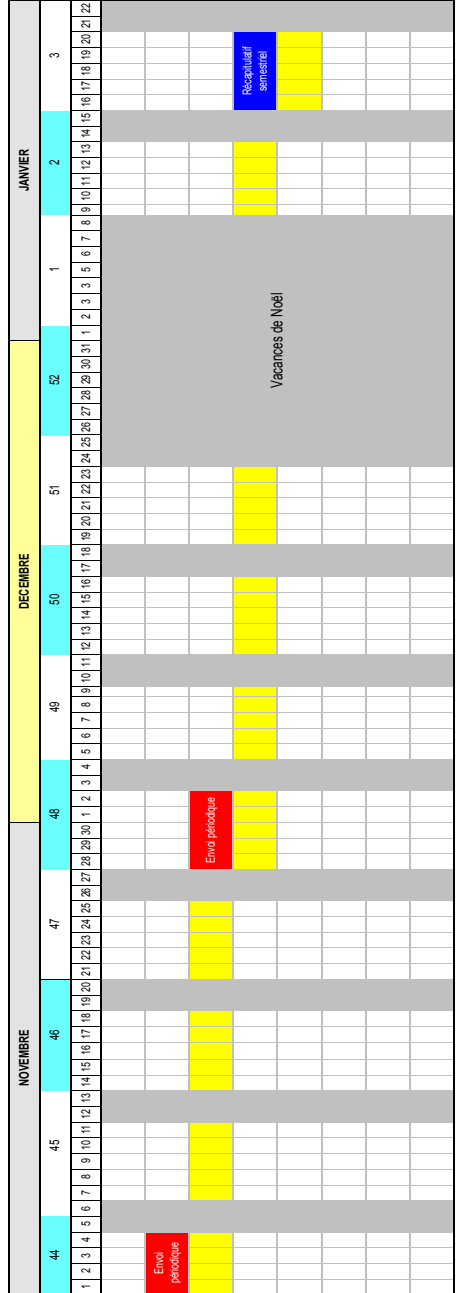 NOVEMBRE DECEMBRE JANVIER
44 45 46 47 48 49 50 51 52 1 2 3
1 2 3 4 5 6 7 8 9 10 11 12 13 14 15 16 17 18 19 20 21 22 23 24 25 26 27 28 29 30 1 2 3 4 5 6 7 8 9 10 11 12 13 14 15 16 17 18 19 20 21 22 23 24 25 26 27 28 29 30 31 1 2 3 3 5 6 7 8 9 10 11 12 13 14 15 16 17 18 19 20 21 22
Envoi
périodique
Envoi périodique
Récapitulatif
semestriel
Vacances de Noël